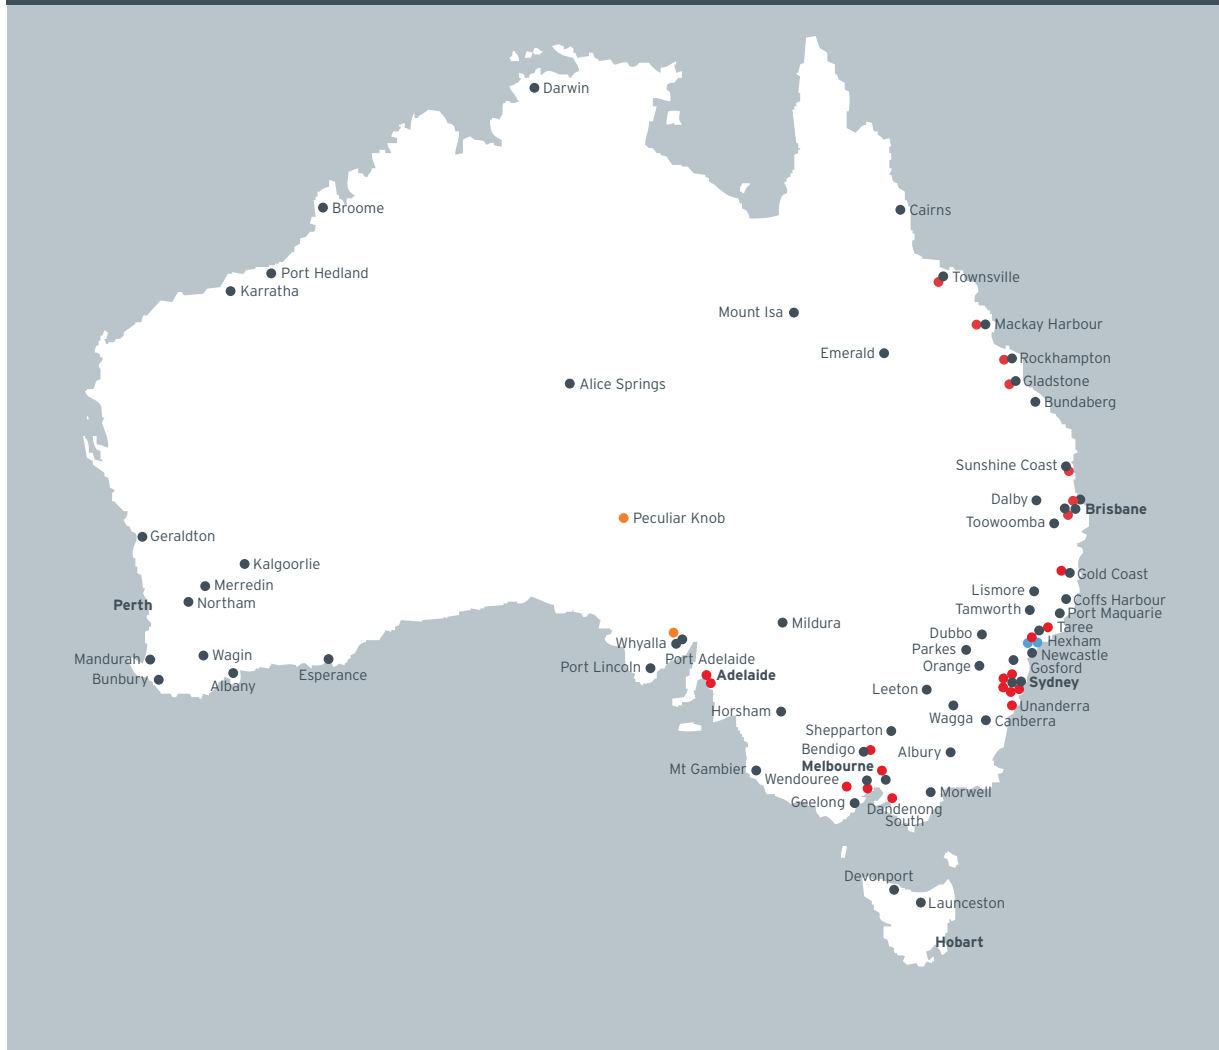 Darwin
Broome
Cairns
Port Hedland
Townsville
Karratha
Mount Isa
Mackay Harbour
Emerald
Rockhampton
Gladstone
Alice Springs
Bundaberg
Sunshine Coast
Dalby
Brisbane
Peculiar Knob
Toowoomba
Geraldton
Kalgoorlie
Gold Coast
Merredin
Lismore
Perth
Northam
Coffs Harbour
Tamworth
Port Maquarie
Mildura
Taree
Dubbo
Hexham
Whyalla
Parkes
Newcastle
Wagin
Mandurah
Port Adelaide
Orange
Gosford
Port Lincoln
Esperance
Adelaide
Bunbury
Albany
Sydney
Leeton
Unanderra
Horsham
Wagga
Canberra
Shepparton
Bendigo
Albury
Melbourne
Mt Gambier
Wendouree
Morwell
Geelong
Dandenong
South
Devonport
Launceston
Hobart